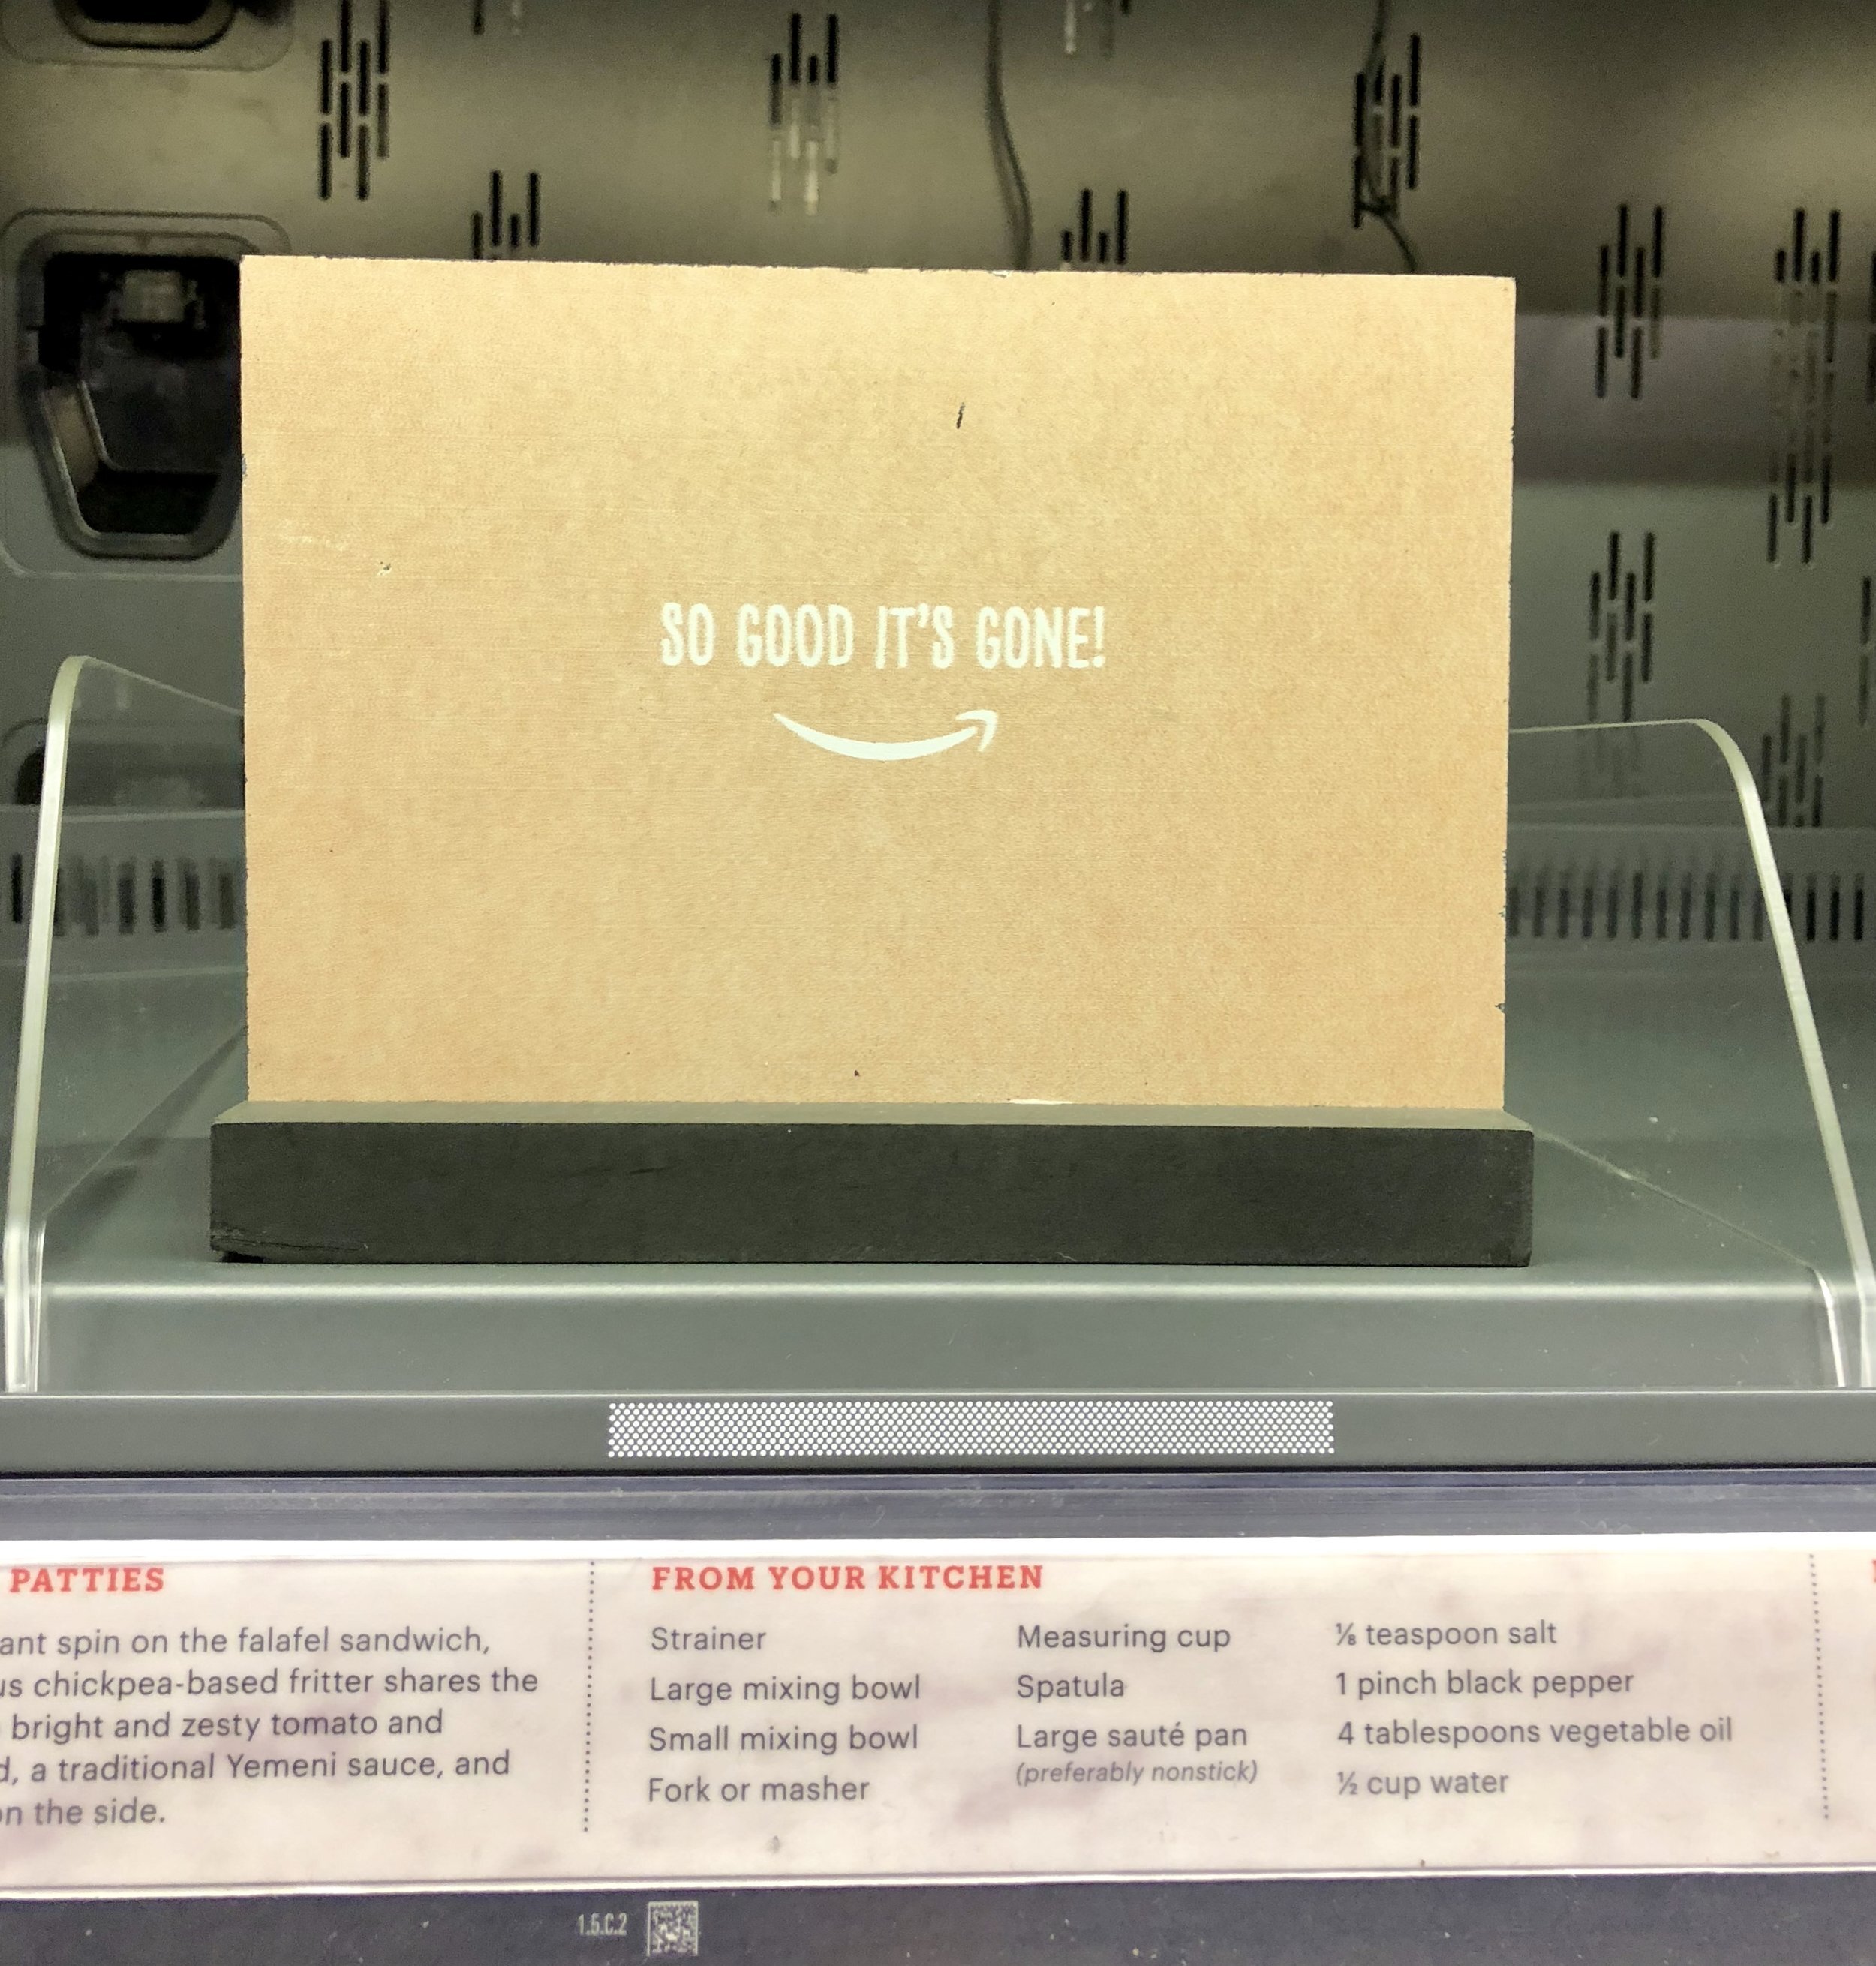 SO GOOD IT'S GONE!
PATTIES
ant spin on the falafel sandwich,
us chickpea-based fritter shares the
bright and zesty tomato and
d, a traditional Yemeni sauce, and
on the side.
FROM YOUR KITCHEN
Strainer
Large mixing bowl
Small mixing bowl
Fork or masher
Measuring cup
Spatula
Large sauté pan
(preferably nonstick)
⅛ teaspoon salt
1 pinch black pepper
4 tablespoons vegetable oil
½ cup water
1.5.C.2